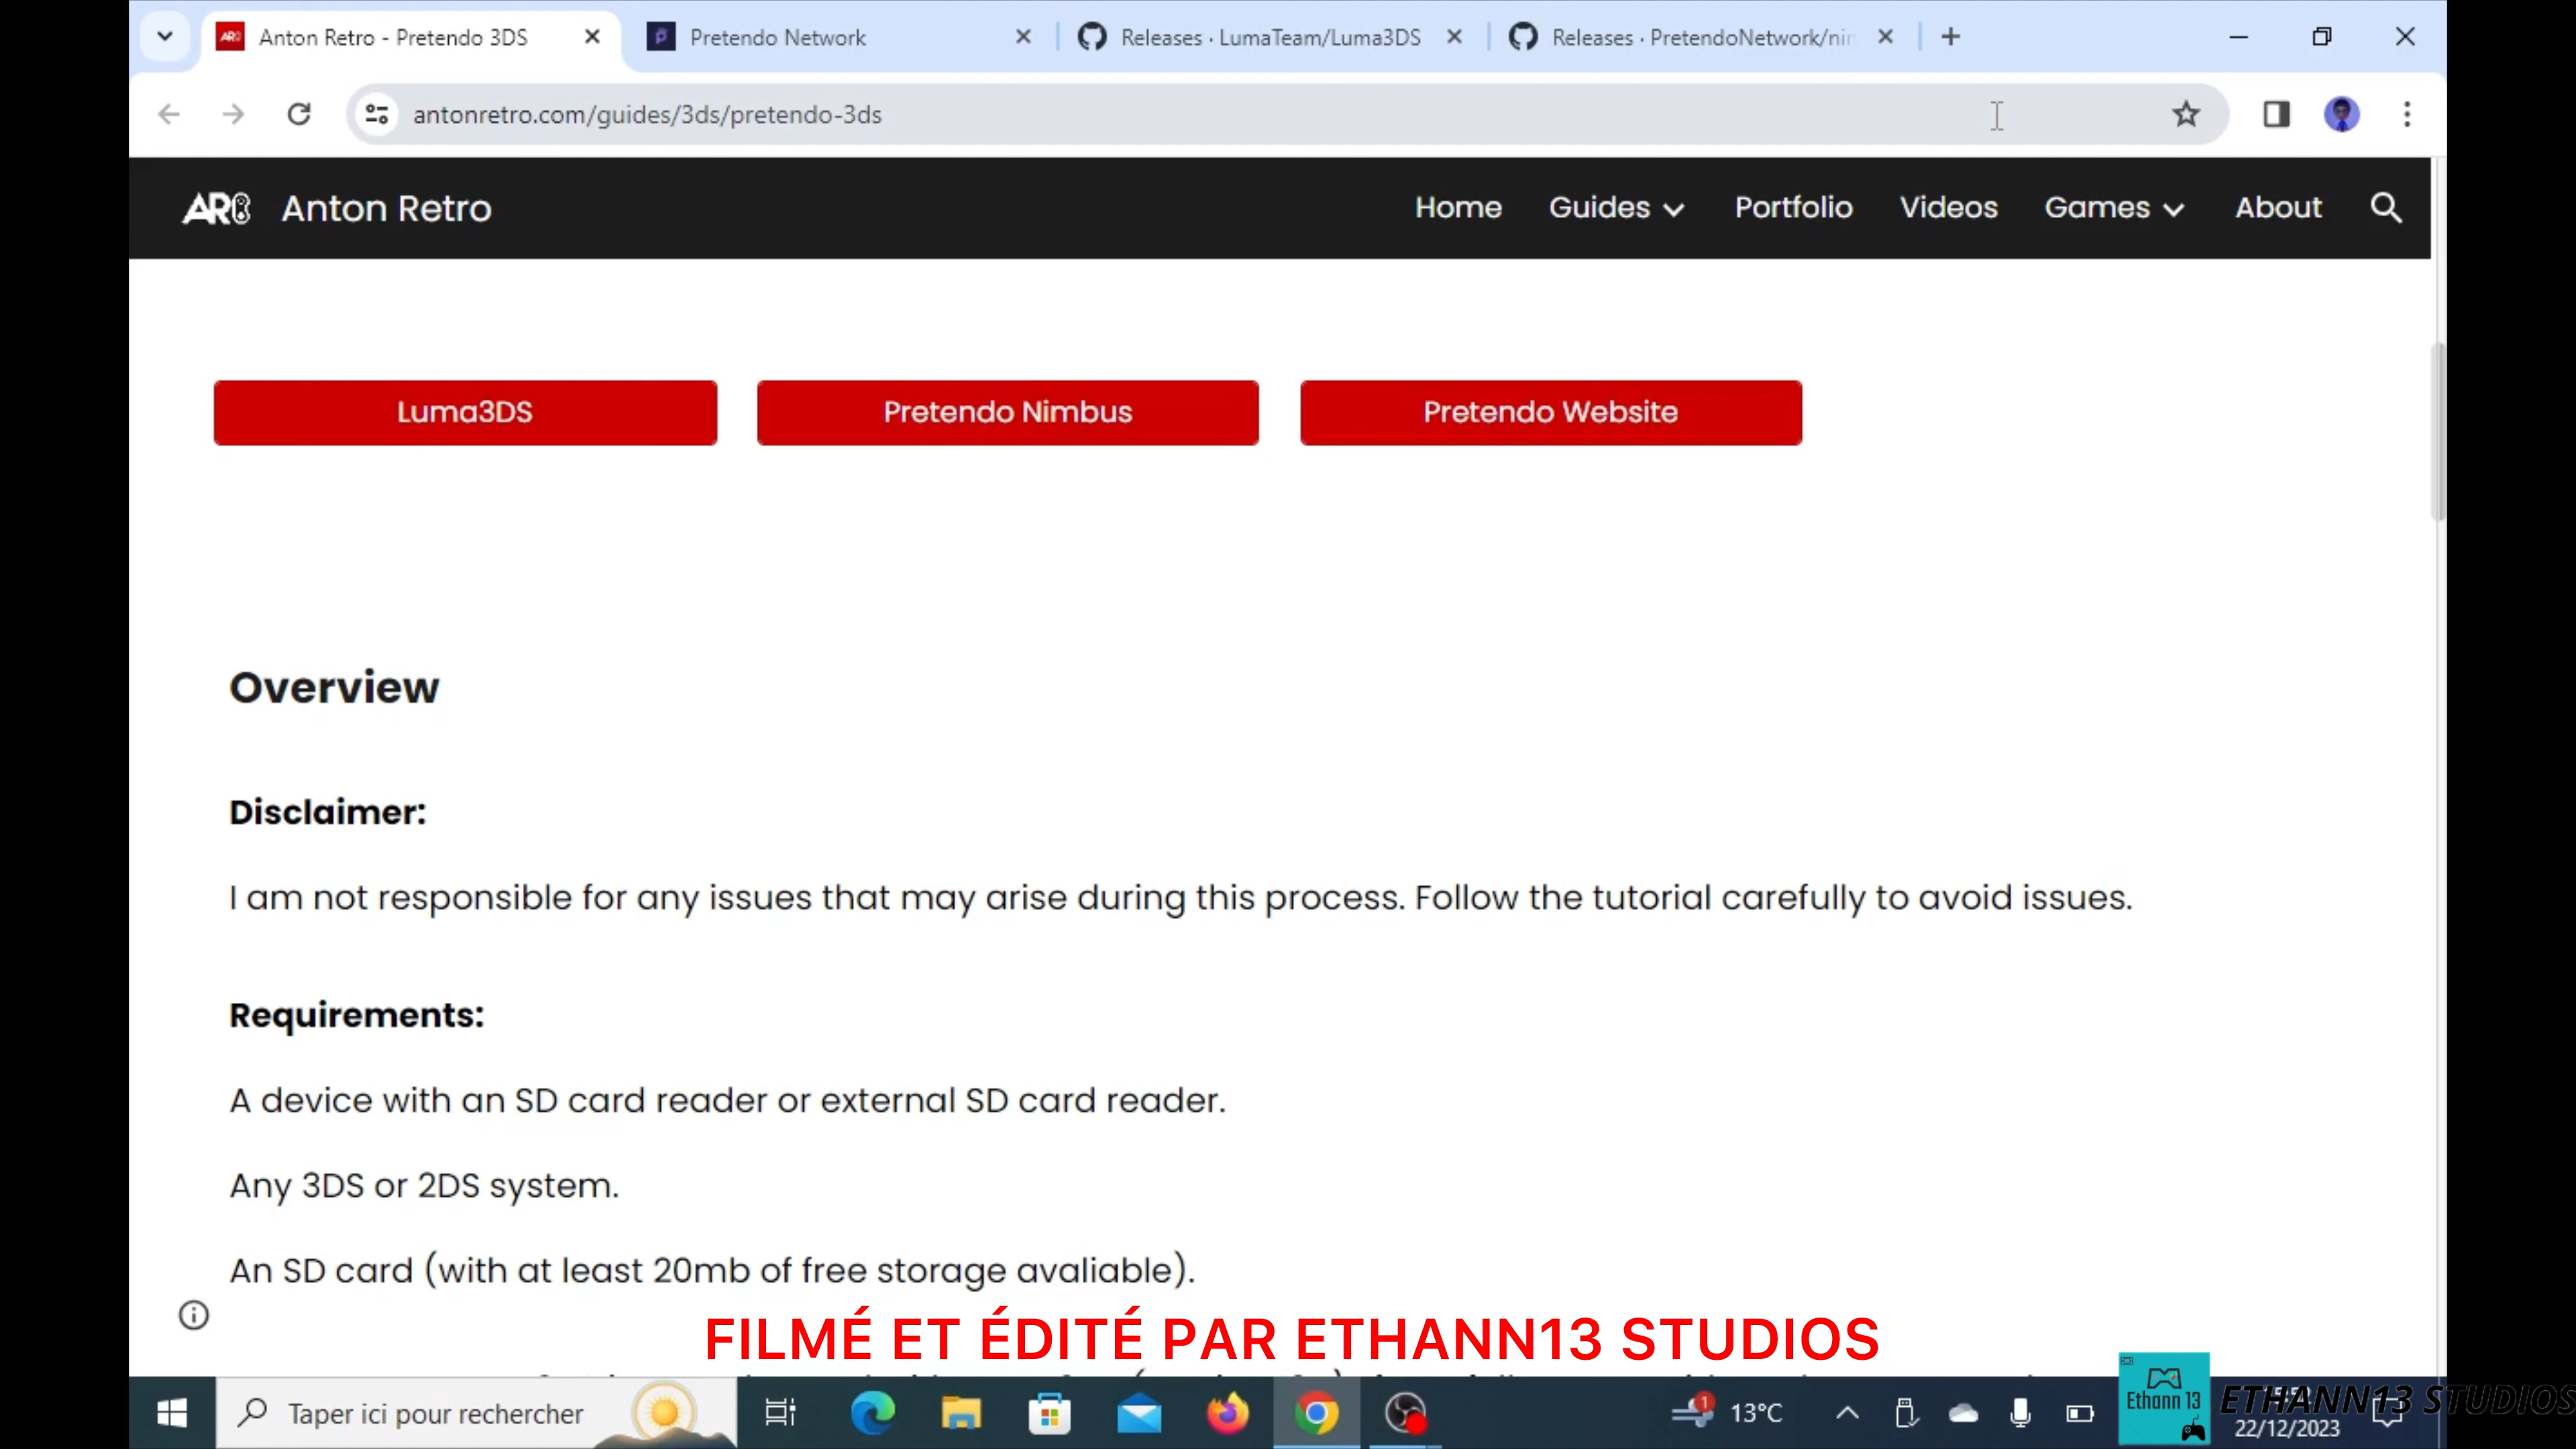 Anton Retro - Pretendo 3DS
Pretendo Network
Releases · LumaTeam/Luma3DS
Releases · PretendoNetwork/nin
antonretro.com/guides/3ds/pretendo-3ds
Anton Retro
Home
Guides
Portfolio
Videos
Games
About
Luma3DS
Pretendo Nimbus
Pretendo Website
Overview
Disclaimer:
I am not responsible for any issues that may arise during this process. Follow the tutorial carefully to avoid issues.
Requirements:
A device with an SD card reader or external SD card reader.
Any 3DS or 2DS system.
An SD card (with at least 20mb of free storage avaliable).
FILMÉ ET ÉDITÉ PAR ETHANN13 STUDIOS
Taper ici pour rechercher
1
13°C
Ethann 13
ETHANN13 STUDIOS
22/12/2023